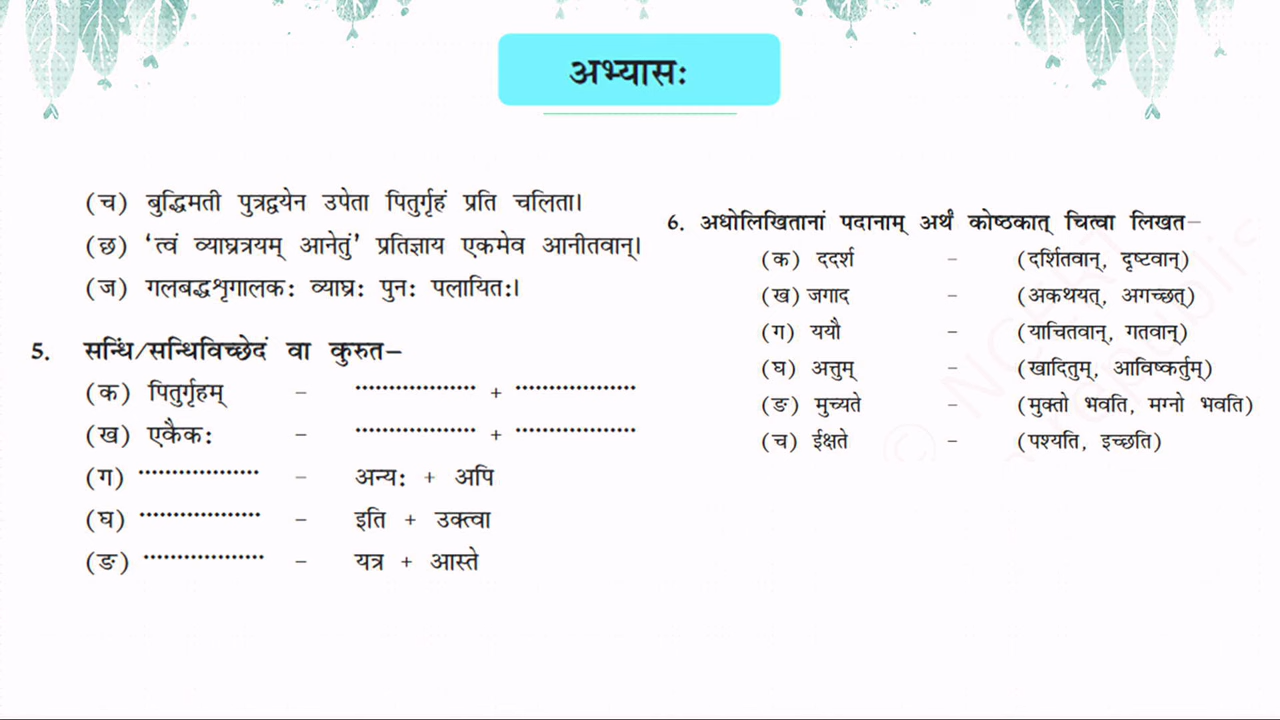 अभ्यासः
(च) बुद्धिमती पुत्रद्वयेन उपेता पितुर्गृहं प्रति चलिता।
(छ) ‘त्वं व्याघ्रत्रयम् आनेतुं’ प्रतिज्ञाय एकमेव आनीतवान्।
(ज) गलबद्धशृगालकः व्याघ्रः पुनः पलायितः।
5. सन्धिं/सन्धिविच्छेदं वा कुरुत–
(क) पितुर्गृहम् – .................. + ..................
(ख) एकैकः – .................. + ..................
(ग) .................. – अन्यः + अपि
(घ) .................. – इति + उक्त्वा
(ङ) .................. – यत्र + आस्ते
6. अधोलिखितानां पदानाम् अर्थं कोष्ठकात् चित्वा लिखत–
(क) ददर्श – (दर्शितवान्, दृष्टवान्)
(ख) जगाद – (अकथयत्, अगच्छत्)
(ग) ययौ – (याचितवान्, गतवान्)
(घ) अत्तुम् – (खादितुम्, आविष्कर्तुम्)
(ङ) मुच्यते – (मुक्तो भवति, मग्नो भवति)
(च) ईक्षते – (पश्यति, इच्छति)